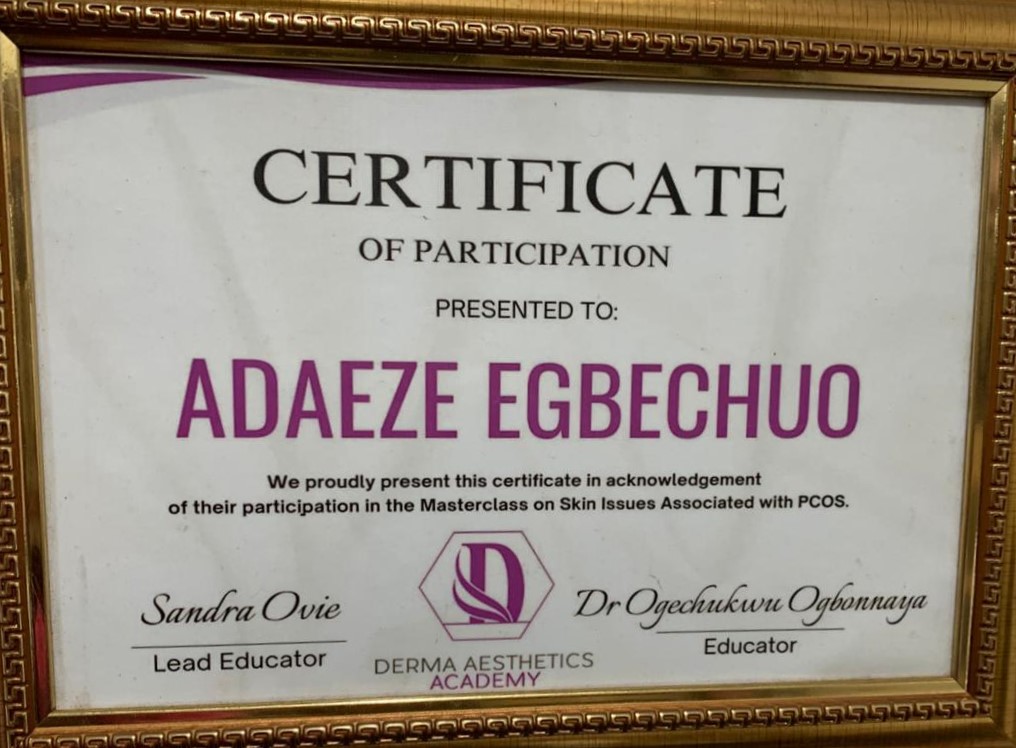 CERTIFICATE
OF PARTICIPATION
PRESENTED TO:
ADAEZE EGBECHUO
We proudly present this certificate in acknowledgement
of their participation in the Masterclass on Skin Issues Associated with PCOS.
Sandra Ovie
Lead Educator
D
DERMA AESTHETICS
ACADEMY
Dr Ogechukwu Ogbonnaya
Educator